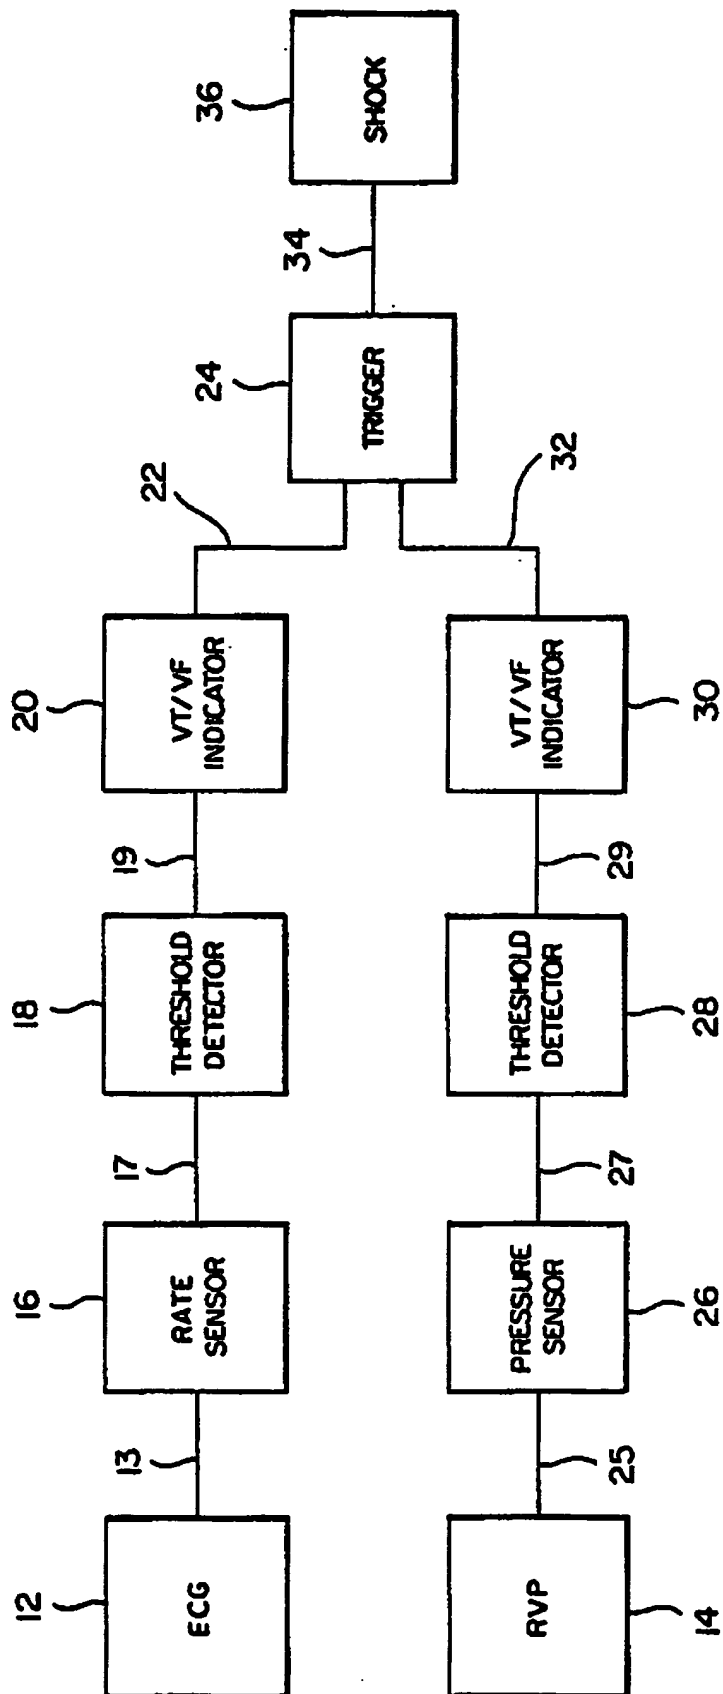 12
16
18
20
13
17
19
22
ECG
RATE
SENSOR
THRESHOLD
DETECTOR
VT/VF
INDICATOR
24
36
34
TRIGGER
SHOCK
32
RVP
PRESSURE
SENSOR
THRESHOLD
DETECTOR
VT/VF
INDICATOR
25
27
29
14
26
28
30